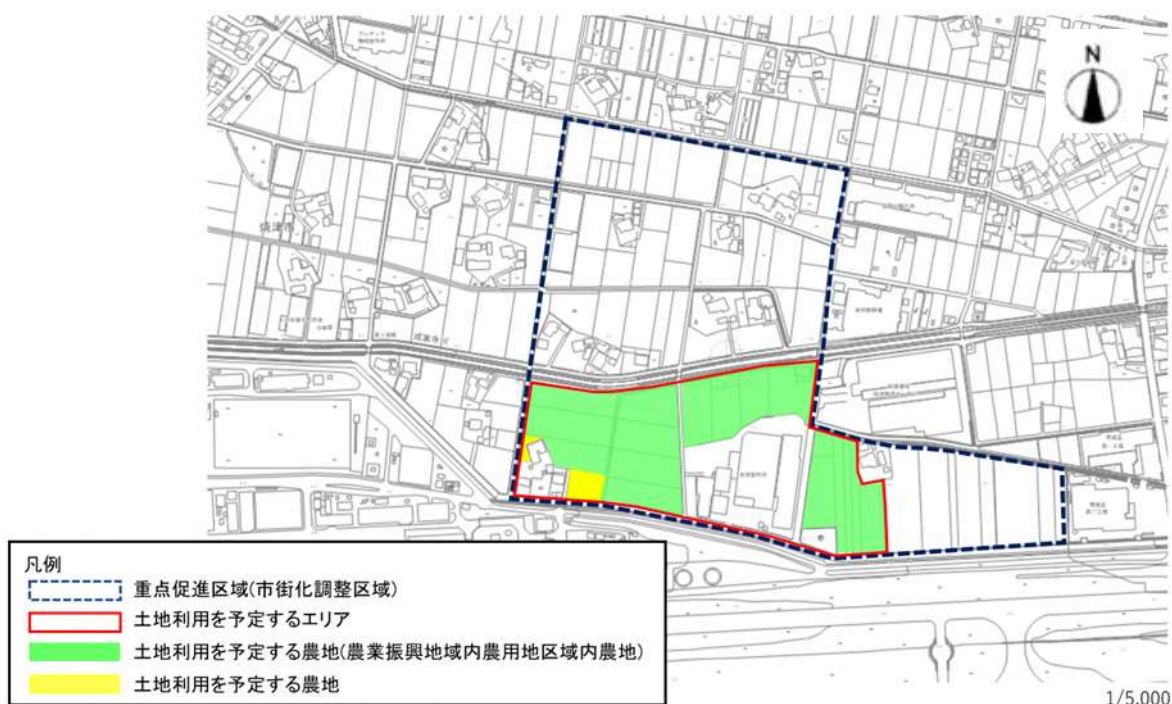 N
焼津市
凡例
重点促進区域(市街化調整区域)
土地利用を予定するエリア
土地利用を予定する農地(農業振興地域内農用地区域内農地)
土地利用を予定する農地
1/5,000